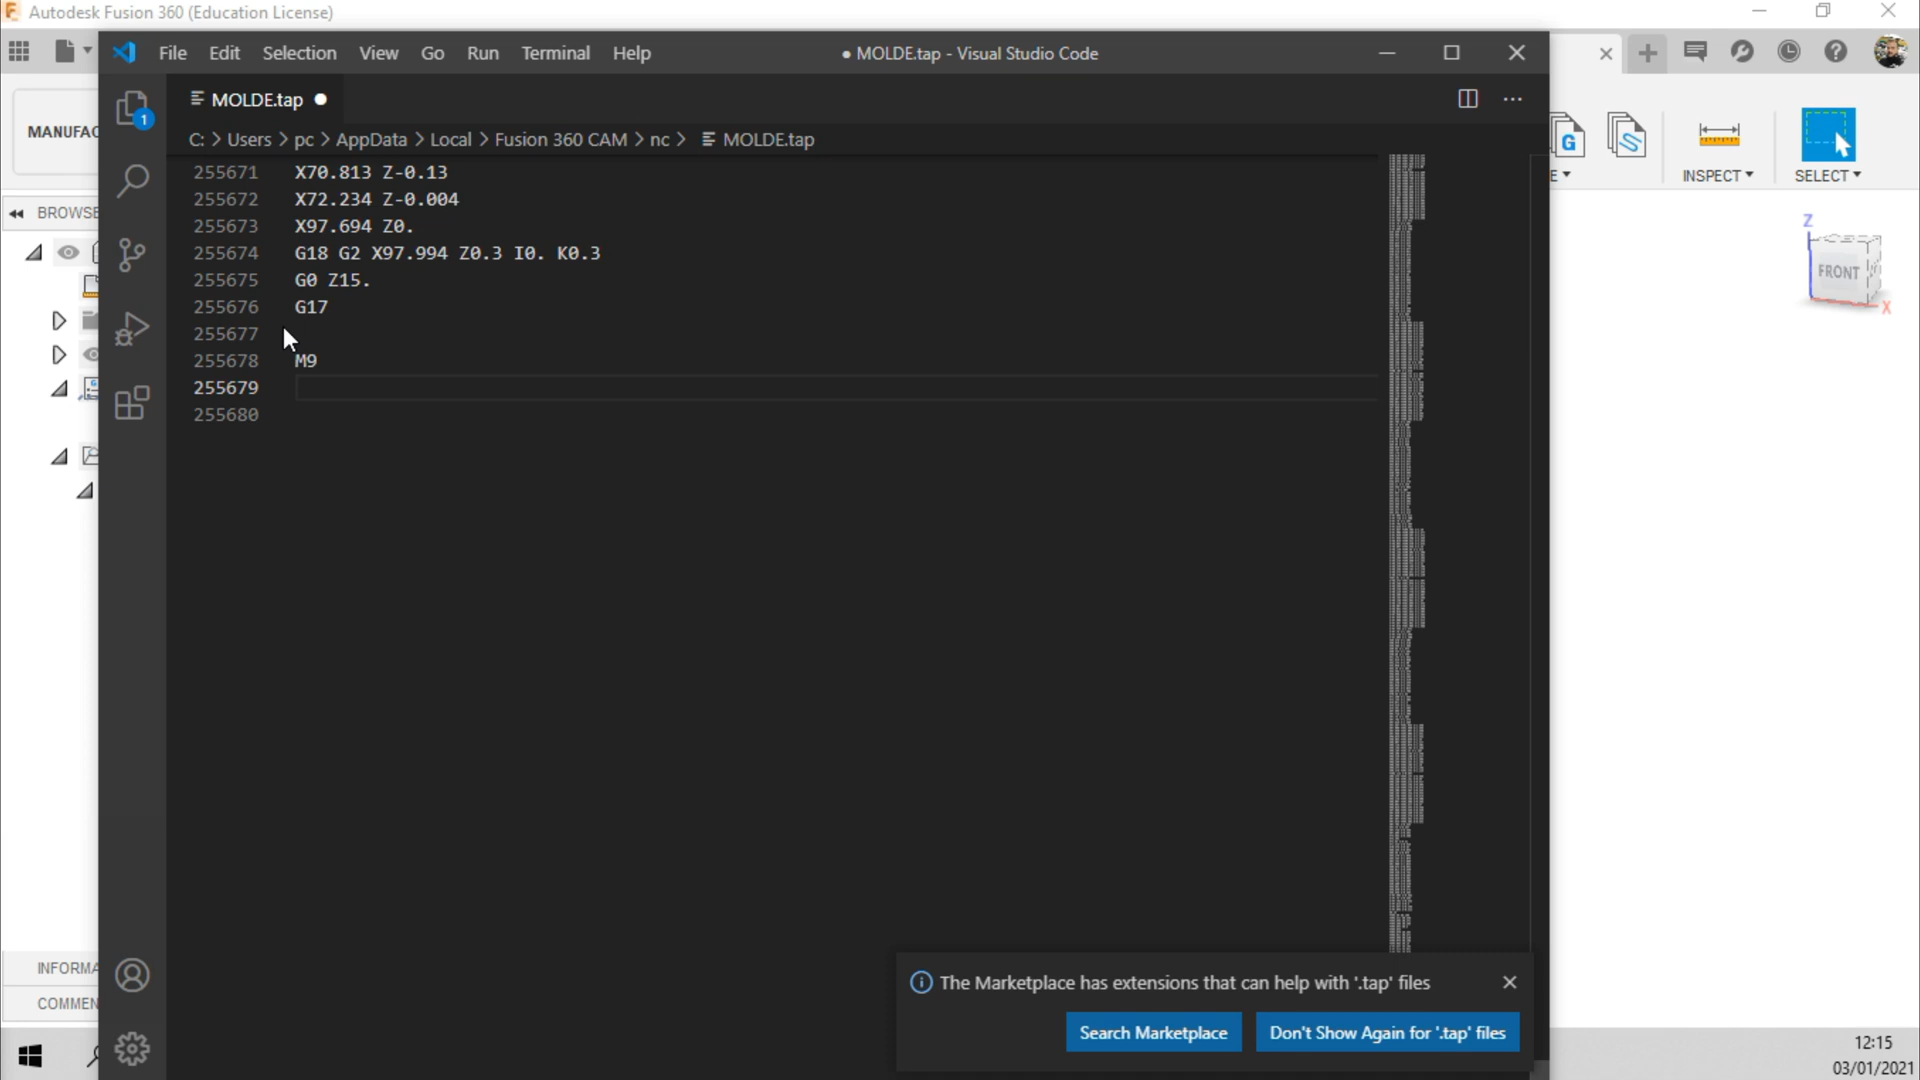 Autodesk Fusion 360 (Education License)
File Edit Selection View Go Run Terminal Help
● MOLDE.tap - Visual Studio Code
MOLDE.tap
C: > Users > pc > AppData > Local > Fusion 360 CAM > nc > MOLDE.tap
MANUFAC
BROWSE
255671 X70.813 Z-0.13
255672 X72.234 Z-0.004
255673 X97.694 Z0.
255674 G18 G2 X97.994 Z0.3 I0. K0.3
255675 G0 Z15.
255676 G17
255677
255678 M9
255679
255680
1
G
E
INSPECT
SELECT
Z
FRONT
X
INFORMA
COMMEN
The Marketplace has extensions that can help with '.tap' files
Search Marketplace
Don't Show Again for '.tap' files
12:15
03/01/2021